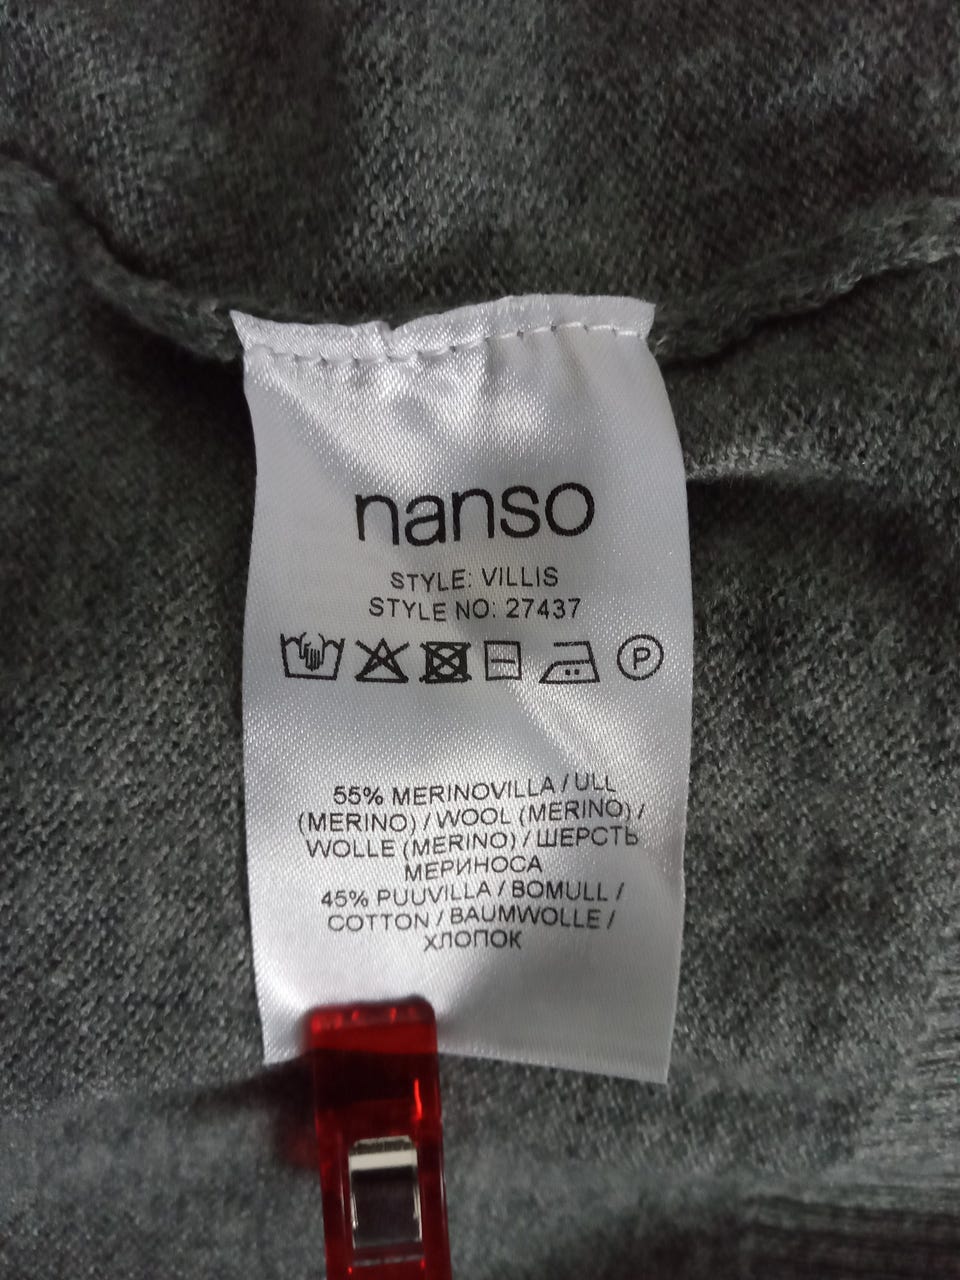 nanso
STYLE: VILLIS
STYLE NO: 27437
P
55% MERINOVILLA / ULL
(MERINO) / WOOL (MERINO) /
WOLLE (MERINO) / ШЕРСТЬ
МЕРИНОСА
45% PUUVILLA / BOMULL /
COTTON / BAUMWOLLE /
ХЛОПОК